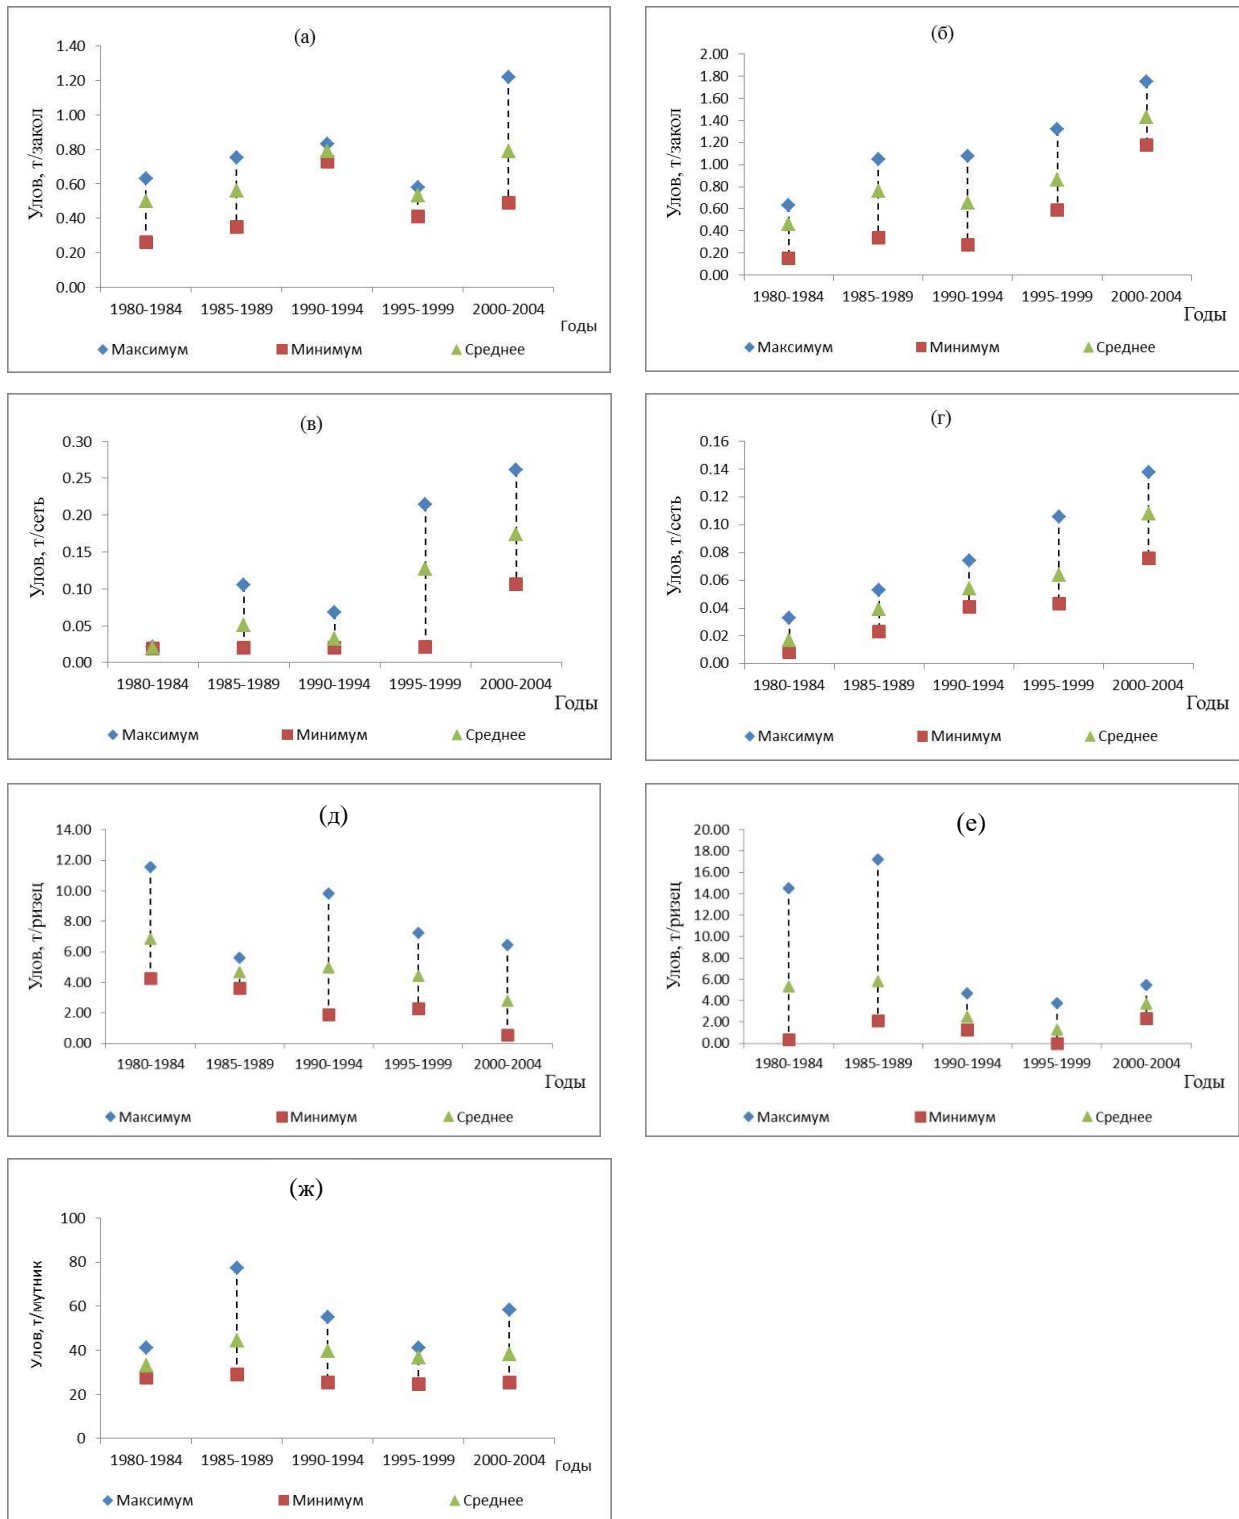 (а)
Улов, т/закол
1.40
1.20
1.00
0.80
0.60
0.40
0.20
0.00
1980-1984 1985-1989 1990-1994 1995-1999 2000-2004
Годы
Максимум Минимум Среднее
(б)
Улов, т/закол
2.00
1.80
1.60
1.40
1.20
1.00
0.80
0.60
0.40
0.20
0.00
1980-1984 1985-1989 1990-1994 1995-1999 2000-2004
Годы
Максимум Минимум Среднее
(в)
Улов, т/сеть
0.30
0.25
0.20
0.15
0.10
0.05
0.00
1980-1984 1985-1989 1990-1994 1995-1999 2000-2004
Годы
Максимум Минимум Среднее
(г)
Улов, т/сеть
0.16
0.14
0.12
0.10
0.08
0.06
0.04
0.02
0.00
1980-1984 1985-1989 1990-1994 1995-1999 2000-2004
Годы
Максимум Минимум Среднее
(д)
Улов, т/ризец
14.00
12.00
10.00
8.00
6.00
4.00
2.00
0.00
1980-1984 1985-1989 1990-1994 1995-1999 2000-2004
Годы
Максимум Минимум Среднее
(е)
Улов, т/ризец
20.00
18.00
16.00
14.00
12.00
10.00
8.00
6.00
4.00
2.00
0.00
1980-1984 1985-1989 1990-1994 1995-1999 2000-2004
Годы
Максимум Минимум Среднее
(ж)
Улов, т/мутник
100
80
60
40
20
0
1980-1984 1985-1989 1990-1994 1995-1999 2000-2004
Годы
Максимум Минимум Среднее